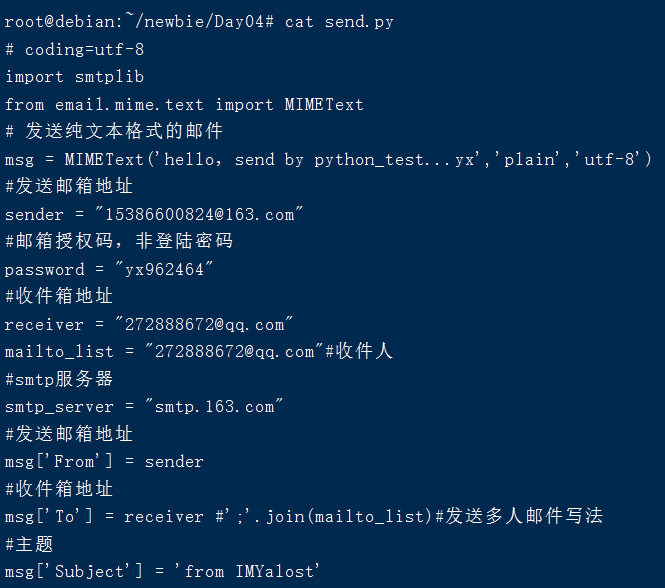 root@debian:~/newbie/Day04# cat send.py
# coding=utf-8
import smtplib
from email.mime.text import MIMEText
# 发送纯文本格式的邮件
msg = MIMEText('hello，send by python_test...yx','plain','utf-8')
#发送邮箱地址
sender = "15386600824@163.com"
#邮箱授权码，非登陆密码
password = "yx962464"
#收件箱地址
receiver = "272888672@qq.com"
mailto_list = "272888672@qq.com"#收件人
#smtp服务器
smtp_server = "smtp.163.com"
#发送邮箱地址
msg['From'] = sender
#收件箱地址
msg['To'] = receiver #';'.join(mailto_list)#发送多人邮件写法
#主题
msg['Subject'] = 'from IMYalost'